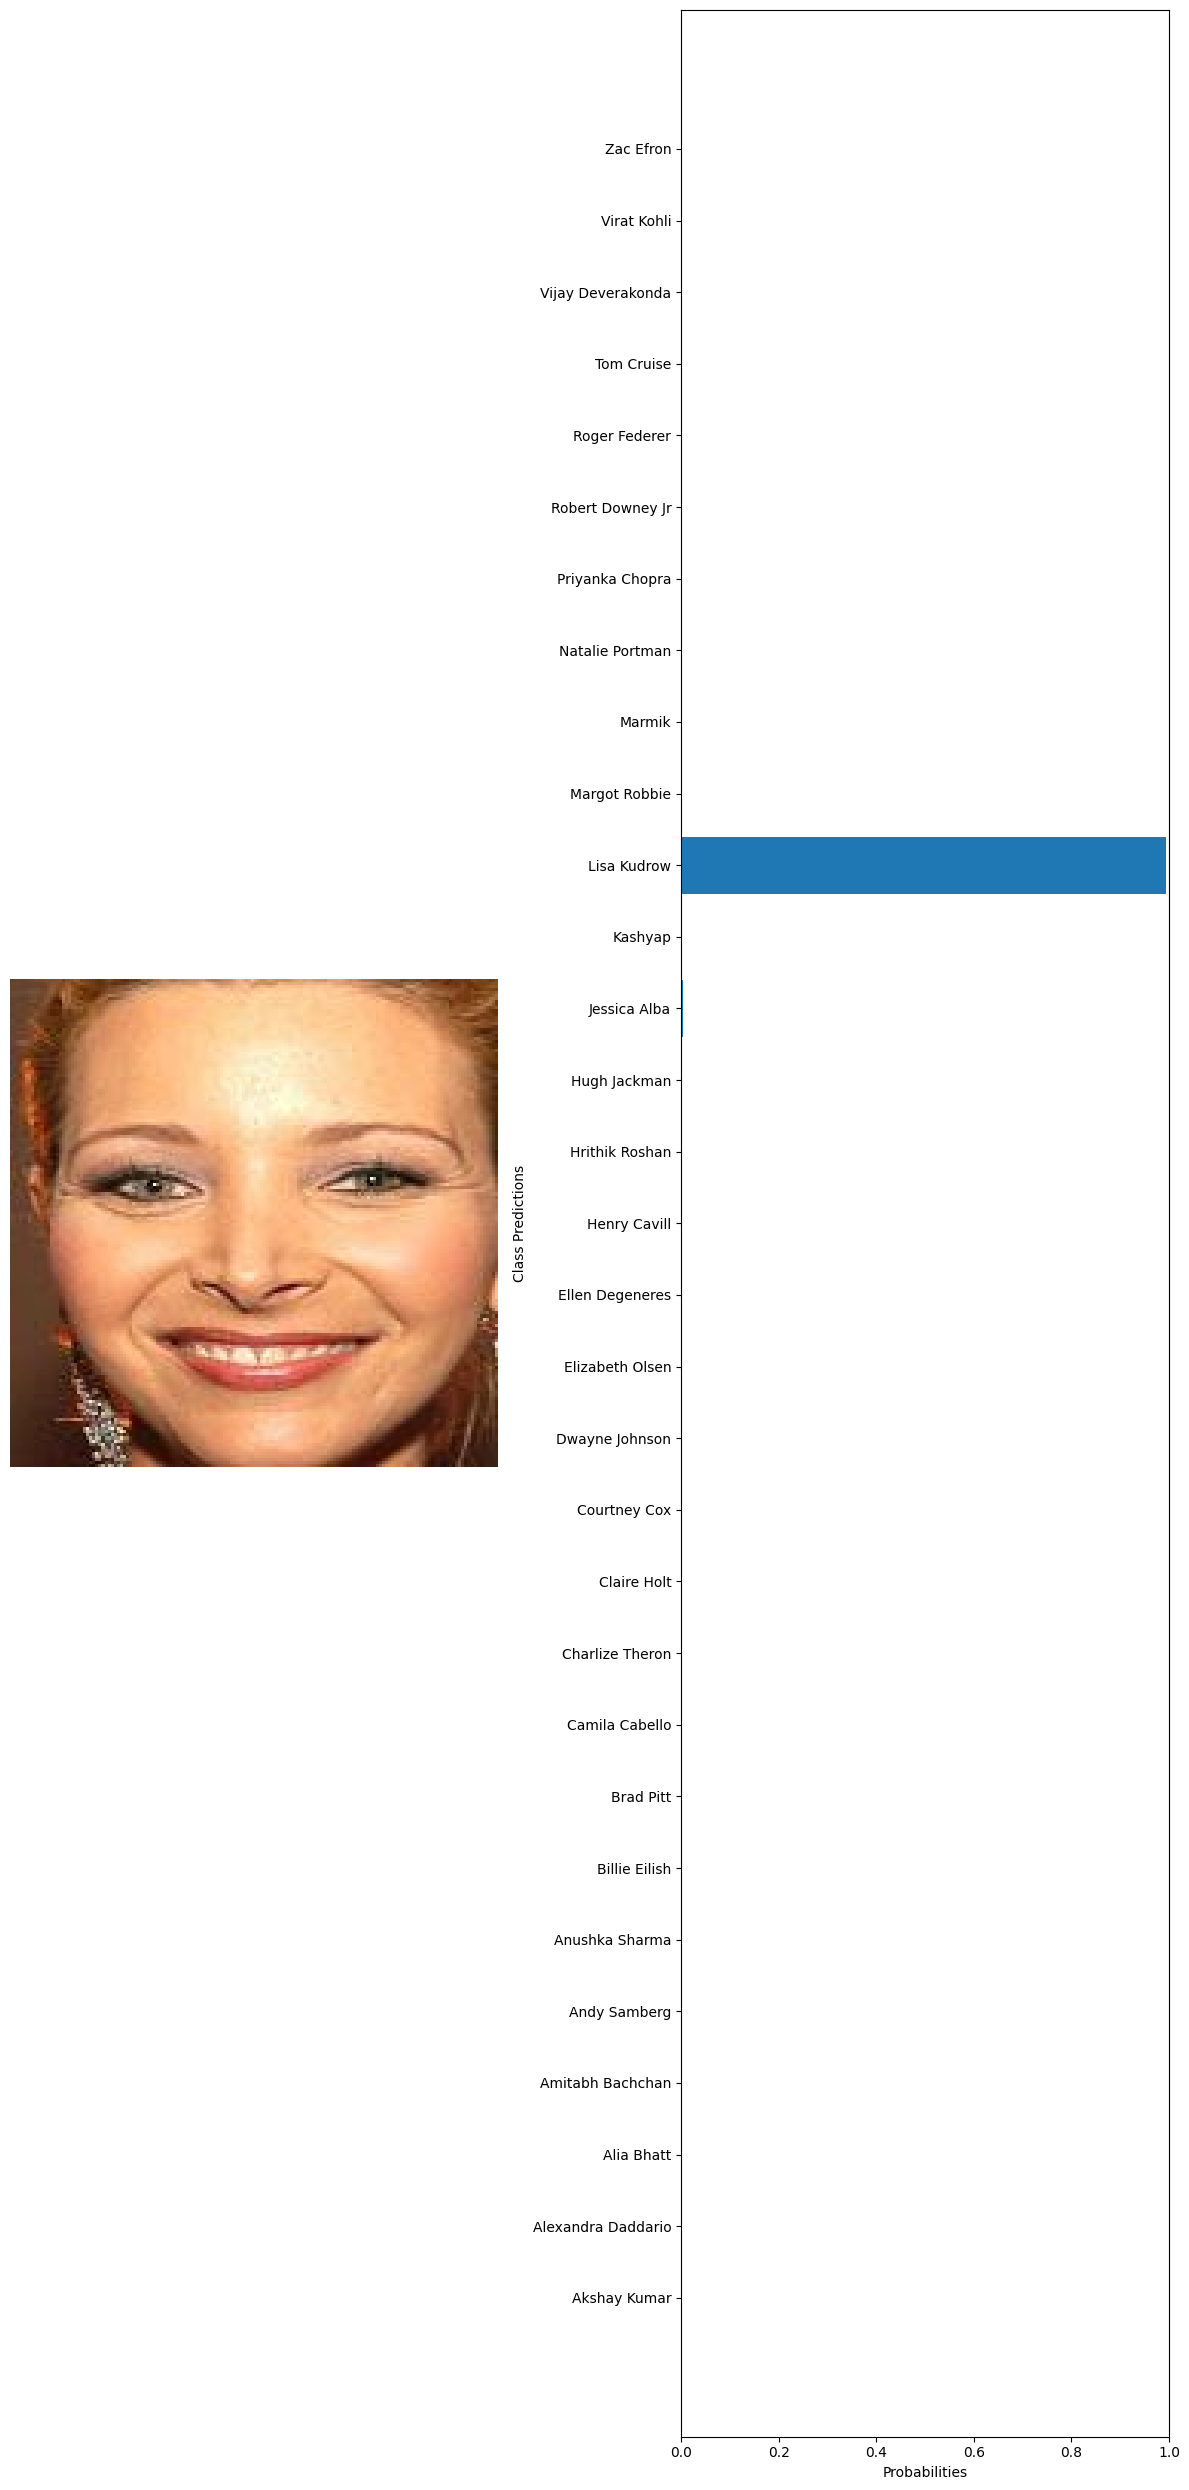 Zac Efron
Virat Kohli
Vijay Deverakonda
Tom Cruise
Roger Federer
Robert Downey Jr
Priyanka Chopra
Natalie Portman
Marmik
Margot Robbie
Lisa Kudrow
Kashyap
Jessica Alba
Hugh Jackman
Hrithik Roshan
Henry Cavill
Ellen Degeneres
Elizabeth Olsen
Dwayne Johnson
Courtney Cox
Claire Holt
Charlize Theron
Camila Cabello
Brad Pitt
Billie Eilish
Anushka Sharma
Andy Samberg
Amitabh Bachchan
Alia Bhatt
Alexandra Daddario
Akshay Kumar
Class Predictions
0.0 0.2 0.4 0.6 0.8 1.0
Probabilities